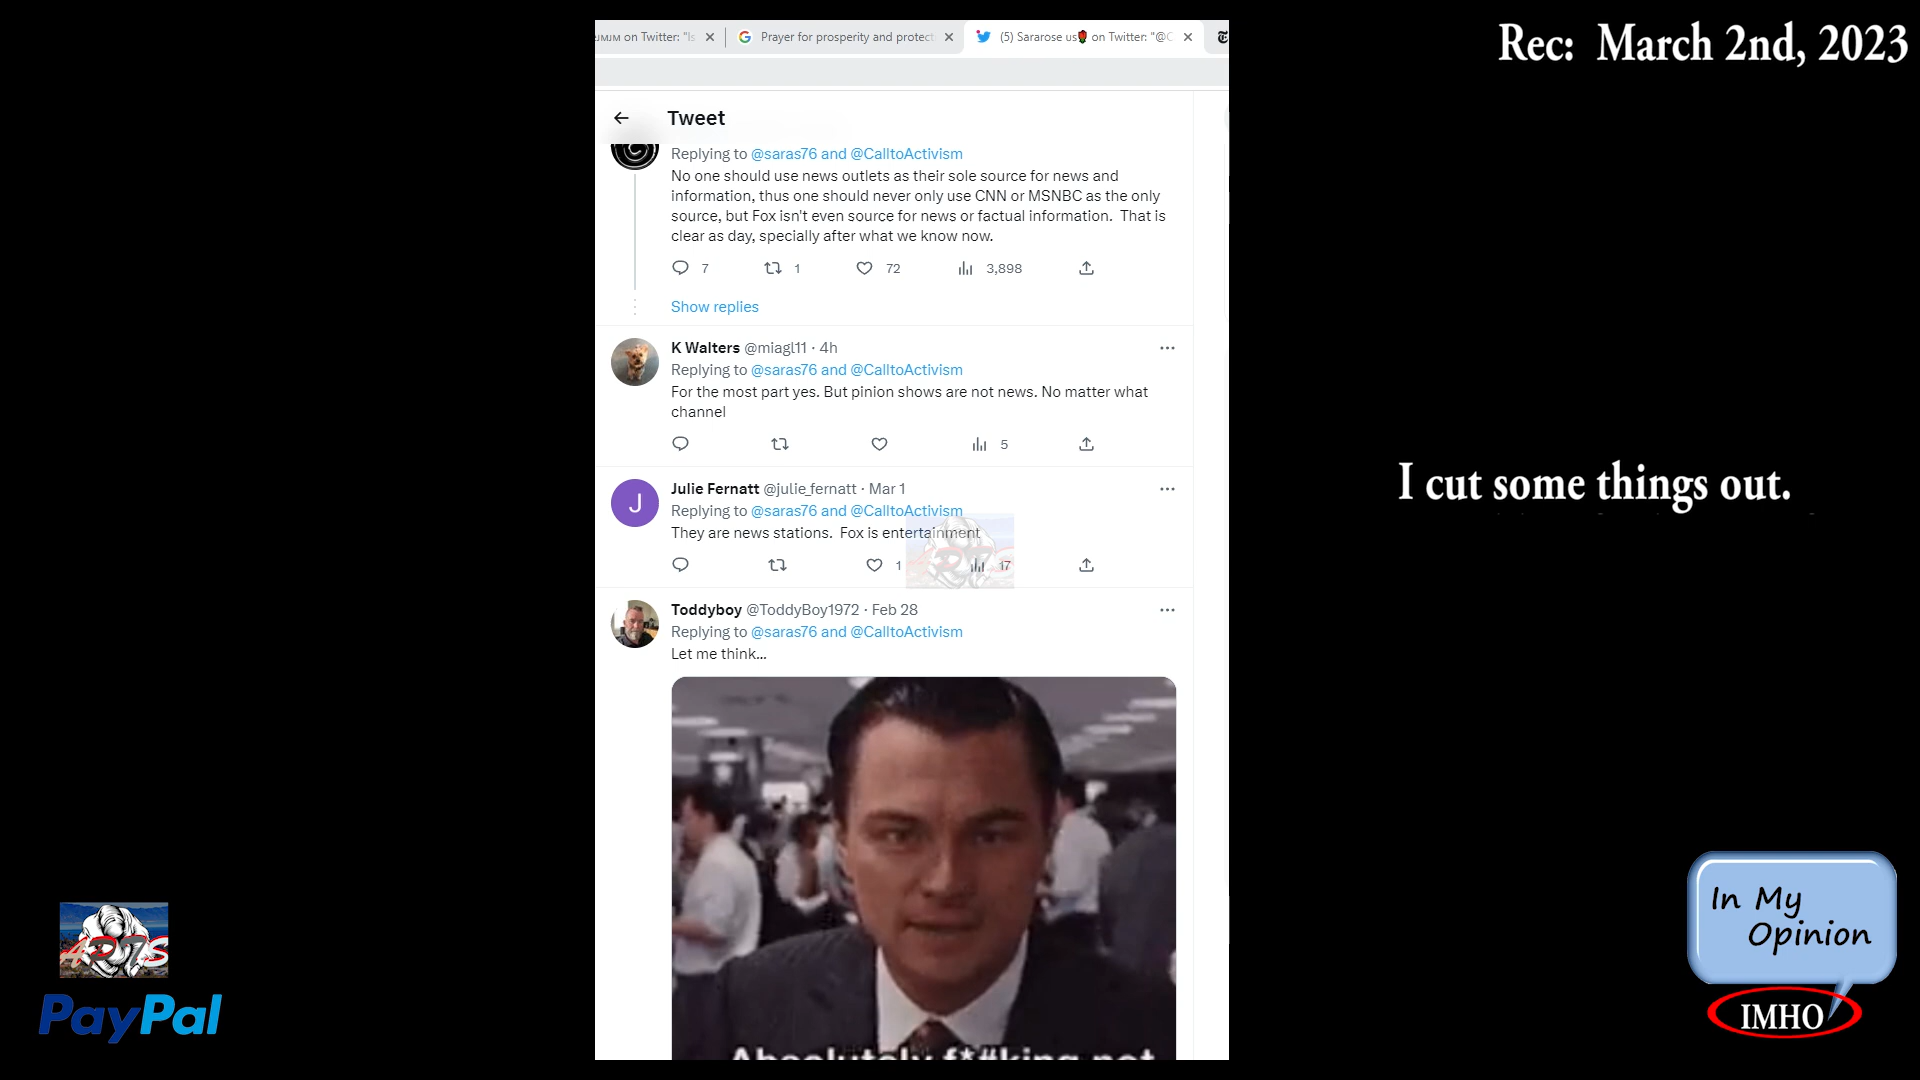 Rec: March 2nd, 2023
on Twitter: "Is
Prayer for prosperity and protect
(5) Sararose us🌹 on Twitter: "@C
Tweet
Replying to @saras76 and @CalltoActivism
No one should use news outlets as their sole source for news and
information, thus one should never only use CNN or MSNBC as the only
source, but Fox isn't even source for news or factual information.  That is
clear as day, specially after what we know now.
7 1 72 3,898
Show replies
K Walters @miagl11 · 4h
Replying to @saras76 and @CalltoActivism
For the most part yes. But pinion shows are not news. No matter what
channel
5
I cut some things out.
Julie Fernatt @julie_fernatt · Mar 1
J
Replying to @saras76 and @CalltoActivism
They are news stations.  Fox is entertainment
1 17
Toddyboy @ToddyBoy1972 · Feb 28
Replying to @saras76 and @CalltoActivism
Let me think...
Absolutely f*#king not
In My
Opinion
IMHO
PayPal